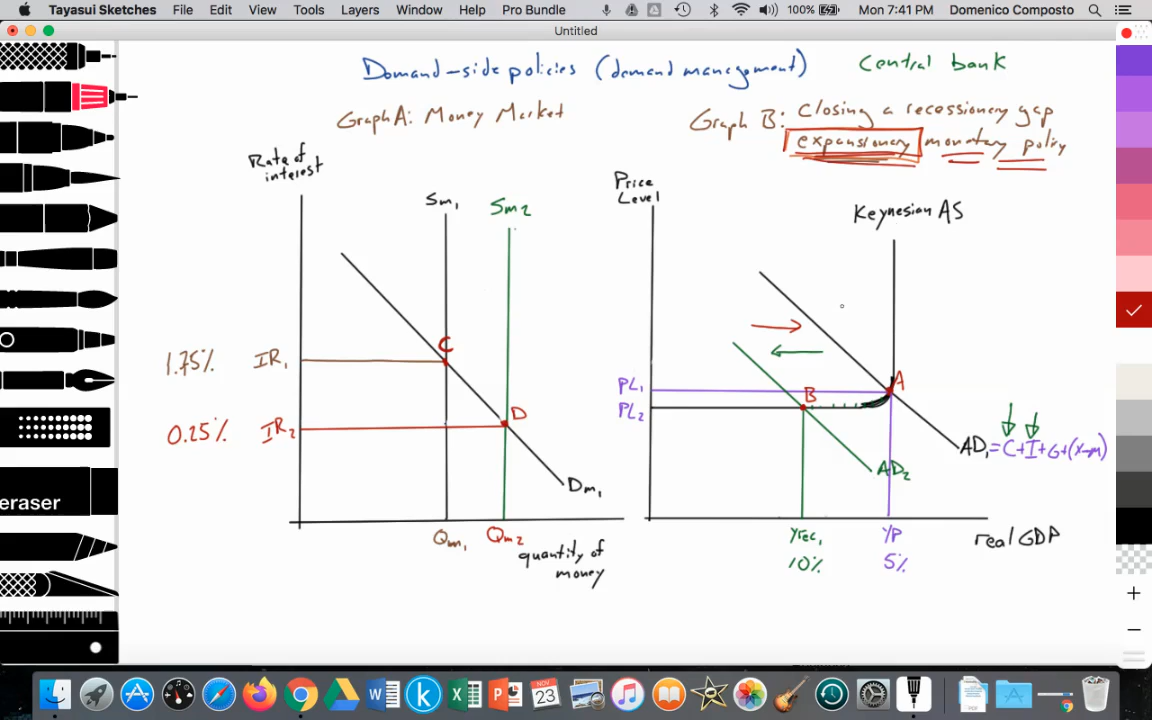 Tayasui Sketches File Edit View Tools Layers Window Help Pro Bundle 100% Mon 7:41 PM Domenico Composto
Untitled
Demand-side policies (demand management) Central bank
Graph A: Money Market
Graph B: Closing a recessionary gap
expansionary monetary policy
Rate of
interest
Sm1
Sm2
Price
Level
Keynesian AS
C
1.75% IR1
D
0.25% IR2
Dm1
Qm1
Qm2
quantity of
money
PL1
A
PL2
B
AD1 = C+I+G+(x-m)
AD2
Yrec1
YP
real GDP
10%
5%
eraser
NOV
23